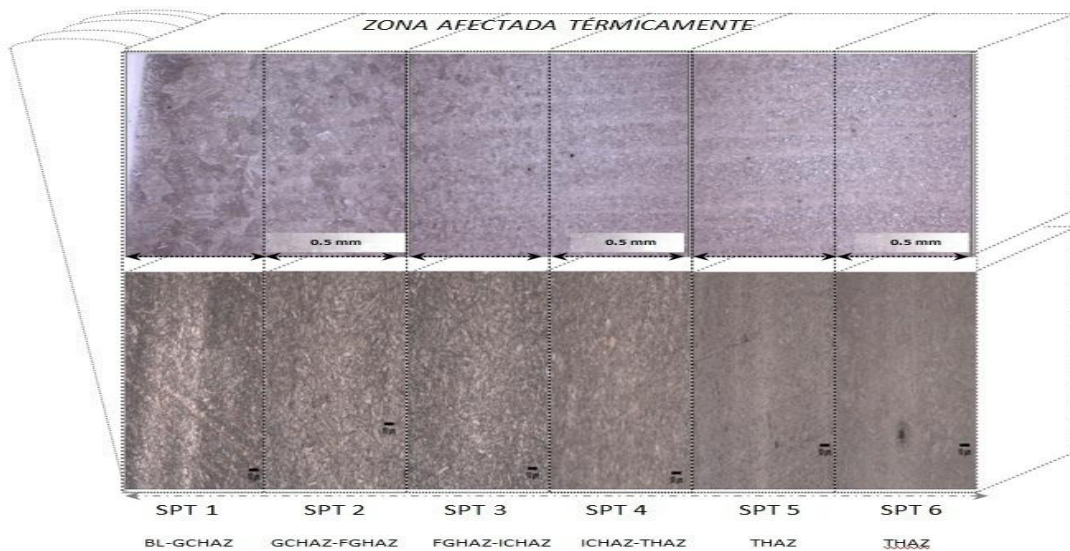 ZONA AFECTADA TÉRMICAMENTE
0.5 mm 0.5 mm 0.5 mm
SPT 1 SPT 2 SPT 3 SPT 4 SPT 5 SPT 6
BL-GCHAZ GCHAZ-FGHAZ FGHAZ-ICHAZ ICHAZ-THAZ THAZ THAZ